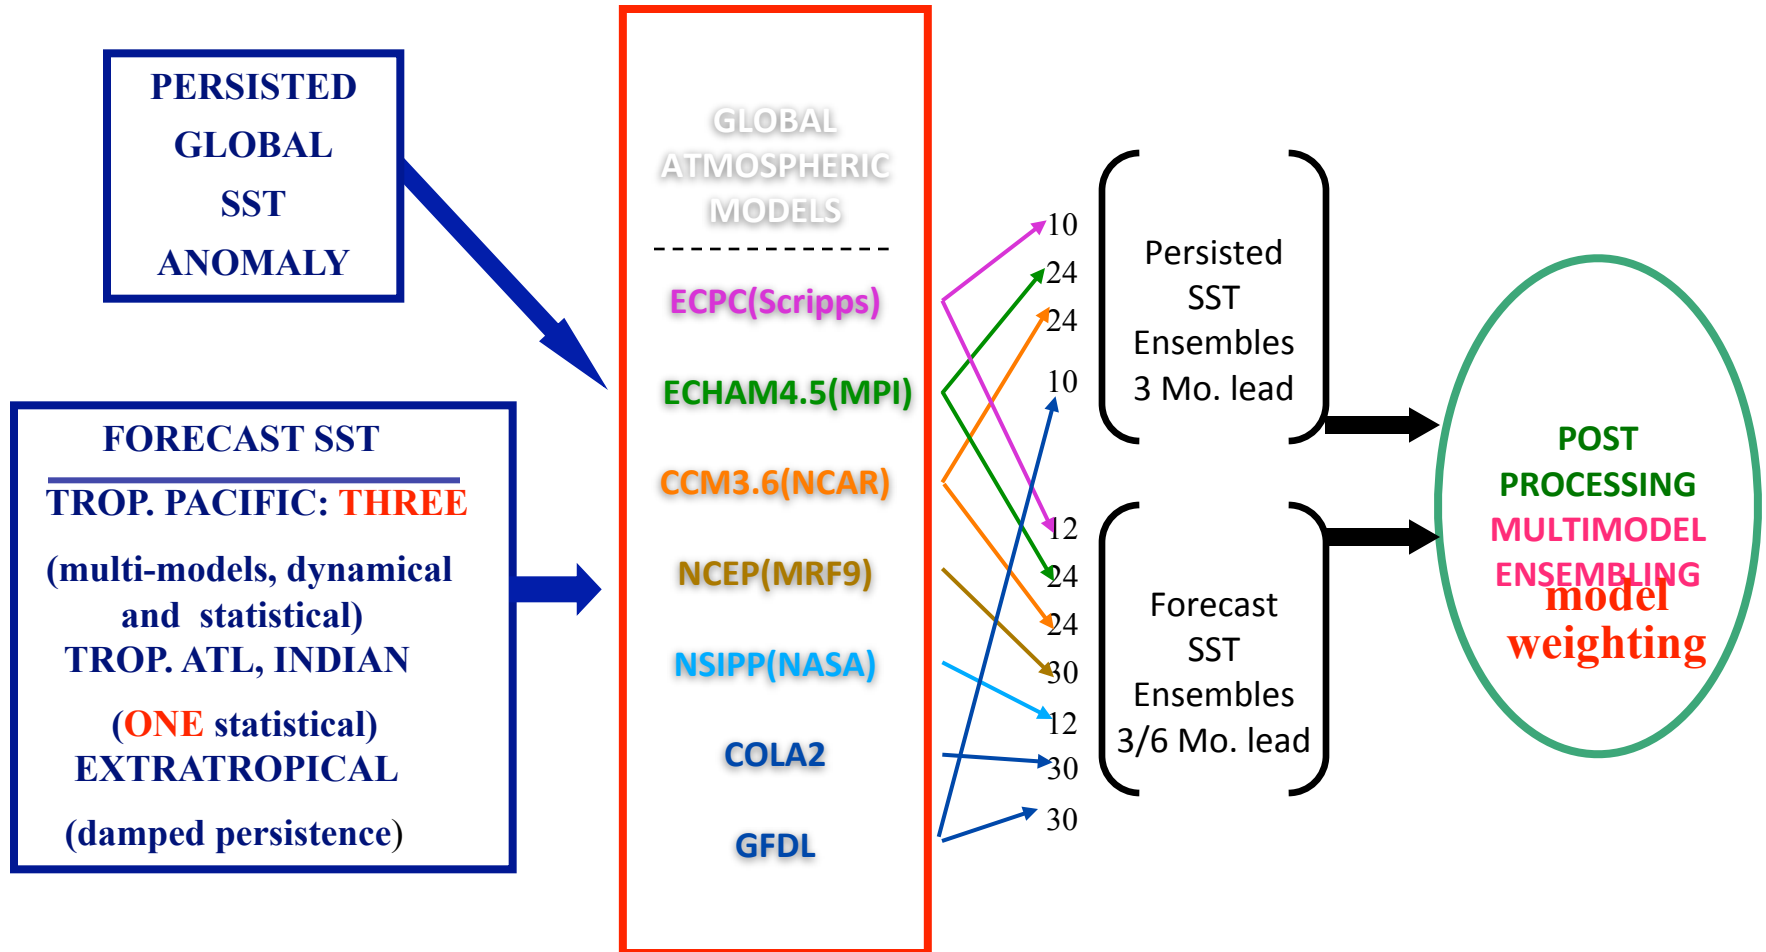 PERSISTED
GLOBAL
SST
ANOMALY
FORECAST SST
TROP. PACIFIC: THREE
(multi-models, dynamical
and statistical)
TROP. ATL, INDIAN
(ONE statistical)
EXTRATROPICAL
(damped persistence)
GLOBAL
ATMOSPHERIC
MODELS
ECPC(Scripps)
ECHAM4.5(MPI)
CCM3.6(NCAR)
NCEP(MRF9)
NSIPP(NASA)
COLA2
GFDL
10
24
24
10
12
24
24
30
12
30
30
Persisted
SST
Ensembles
3 Mo. lead
Forecast
SST
Ensembles
3/6 Mo. lead
POST
PROCESSING
MULTIMODEL
ENSEMBLING
model
weighting